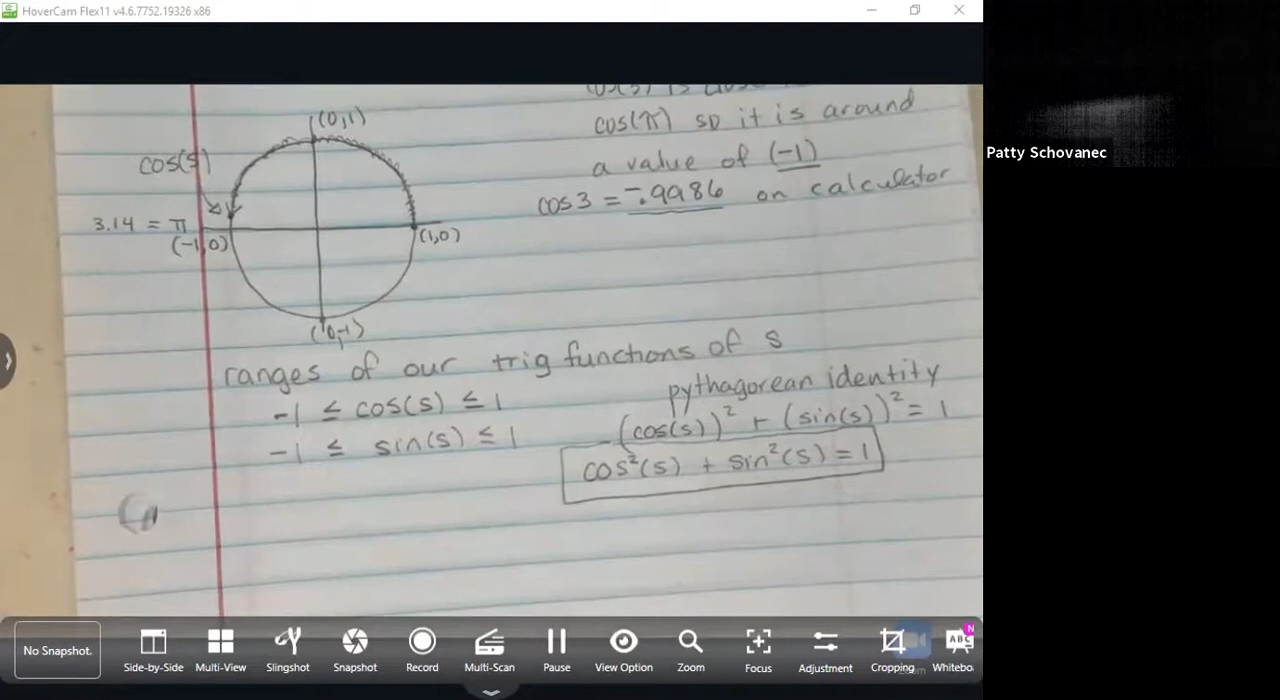 HoverCam Flex11 v4.6.7752.19326 x86
Patty Schovanec
cos(π) so it is around
a value of (-1)
cos3 = -.9986 on calculator
(0,1)
cos(s)
3.14 = π
(-1,0)
(1,0)
(0,-1)
ranges of our trig functions of s
-1 ≤ cos(s) ≤ 1
-1 ≤ sin(s) ≤ 1
pythagorean identity
(cos(s))² + (sin(s))² = 1
cos²(s) + sin²(s) = 1
No Snapshot.
Side-by-Side
Multi-View
Slingshot
Snapshot
Record
Multi-Scan
Pause
View Option
Zoom
Focus
Adjustment
Cropping
ABC
N
Whitebo